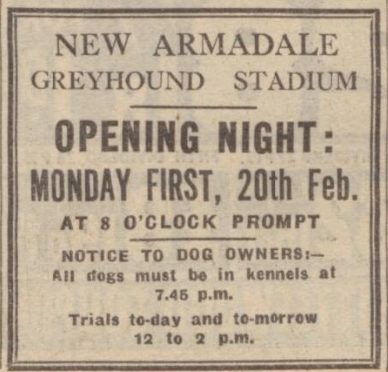 NEW ARMADALE
GREYHOUND STADIUM
OPENING NIGHT:
MONDAY FIRST, 20th Feb.
AT 8 O'CLOCK PROMPT
NOTICE TO DOG OWNERS:—
All dogs must be in kennels at
7.45 p.m.
Trials to-day and to-morrow
12 to 2 p.m.